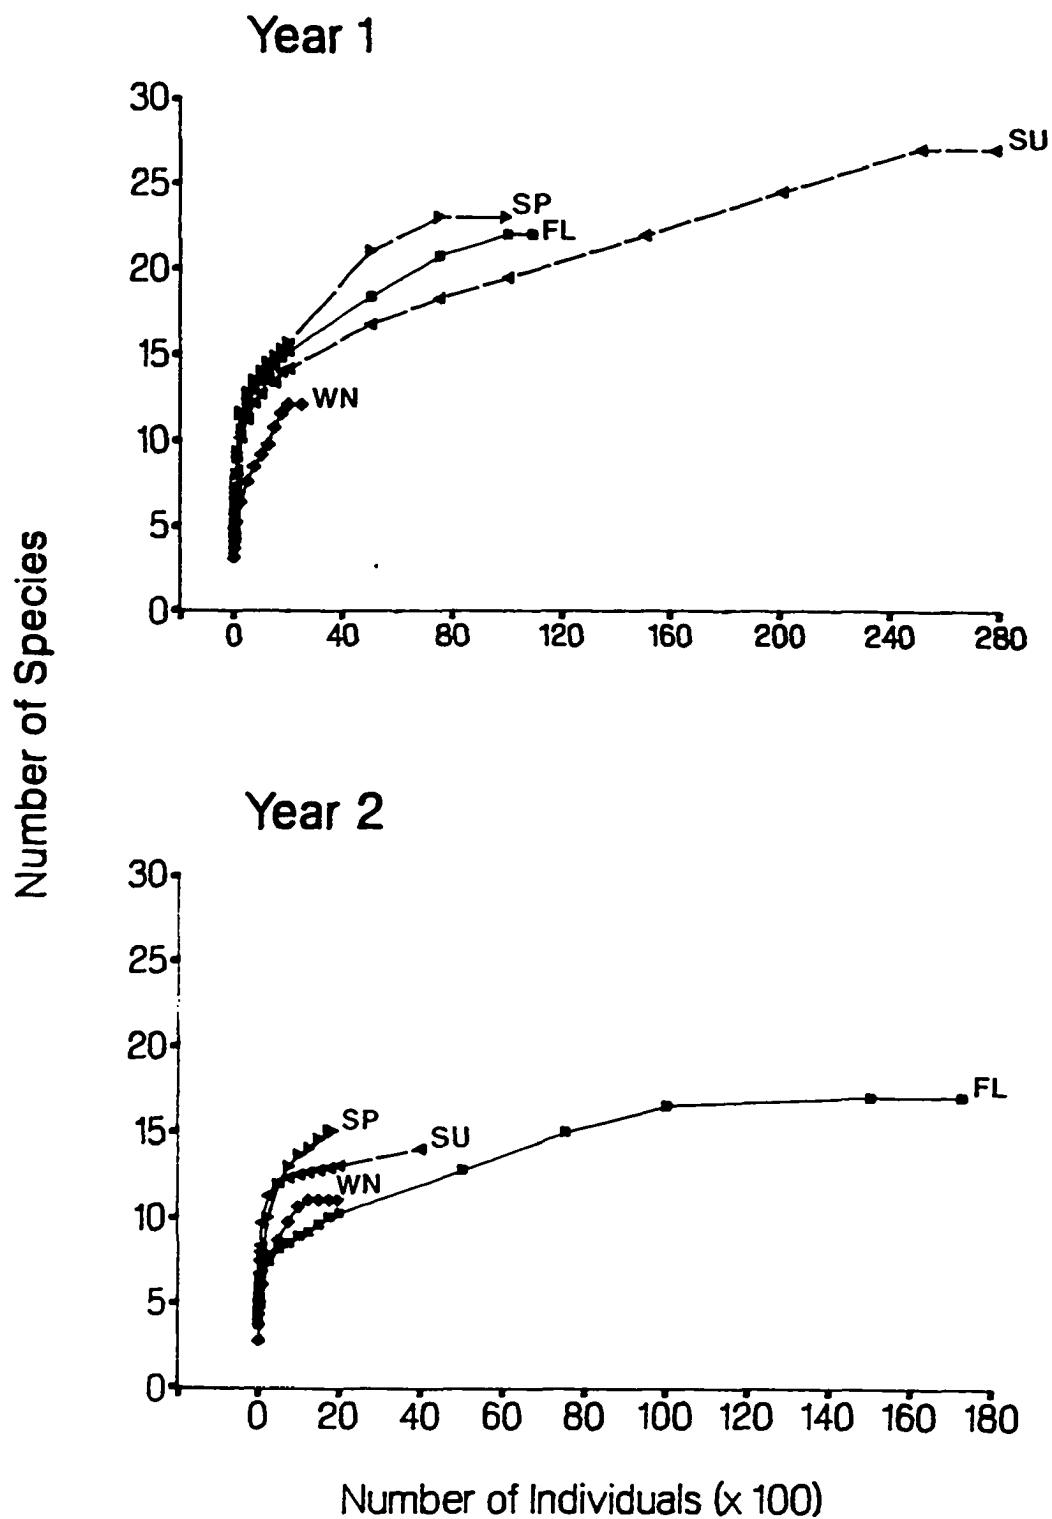 Year 1
30
25
20
15
10
5
0
SU
SP
FL
WN
0 40 80 120 160 200 240 280
Number of Species
Year 2
30
25
20
15
10
5
0
FL
SP
SU
WN
0 20 40 60 80 100 120 140 160 180
Number of Individuals (x 100)